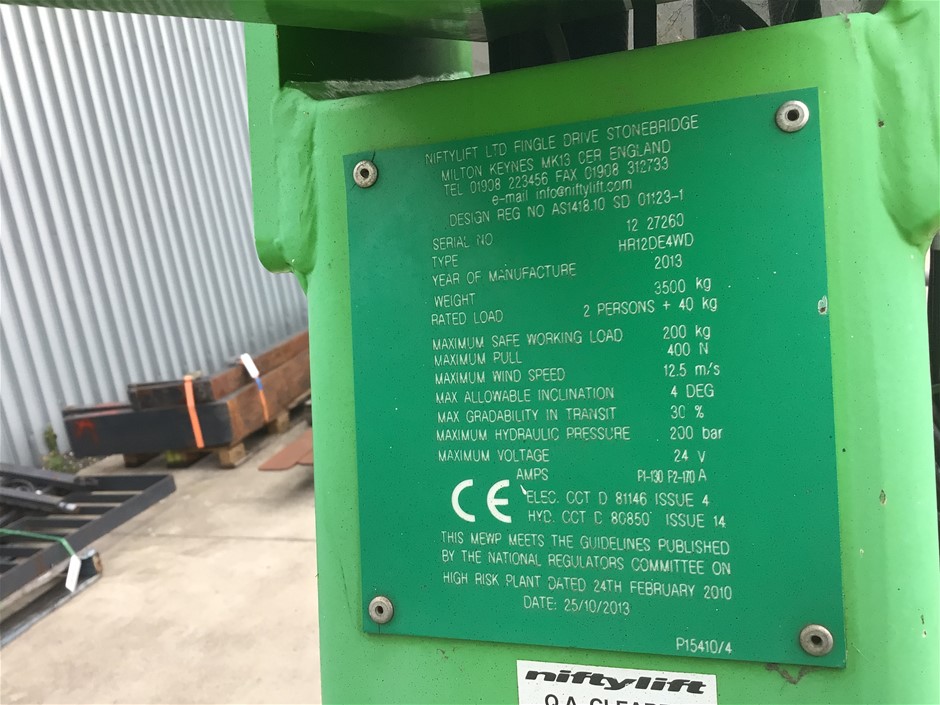 NIFTYLIFT LTD FINGLE DRIVE STONEBRIDGE
MILTON KEYNES MK13 CER ENGLAND
TEL 01908 223456 FAX 01908 312733
e-mail info@niftylift.com
DESIGN REG NO AS1418.10 SD 01123-1
SERIAL NO 12 27260
TYPE HR12DE4WD
YEAR OF MANUFACTURE 2013
WEIGHT 3500 kg
RATED LOAD 2 PERSONS + 40 kg
MAXIMUM SAFE WORKING LOAD 200 kg
MAXIMUM PULL 400 N
MAXIMUM WIND SPEED 12.5 m/s
MAX ALLOWABLE INCLINATION 4 DEG
MAX GRADABILITY IN TRANSIT 30 %
MAXIMUM HYDRAULIC PRESSURE 200 bar
MAXIMUM VOLTAGE 24 V
AMPS P1-130 P2-170 A
CE ELEC. CCT D 81146 ISSUE 4
HYD. CCT D 80850 ISSUE 14
THIS MEWP MEETS THE GUIDELINES PUBLISHED
BY THE NATIONAL REGULATORS COMMITTEE ON
HIGH RISK PLANT DATED 24TH FEBRUARY 2010
DATE: 25/10/2013
P15410/4
niftylift
Q.A.